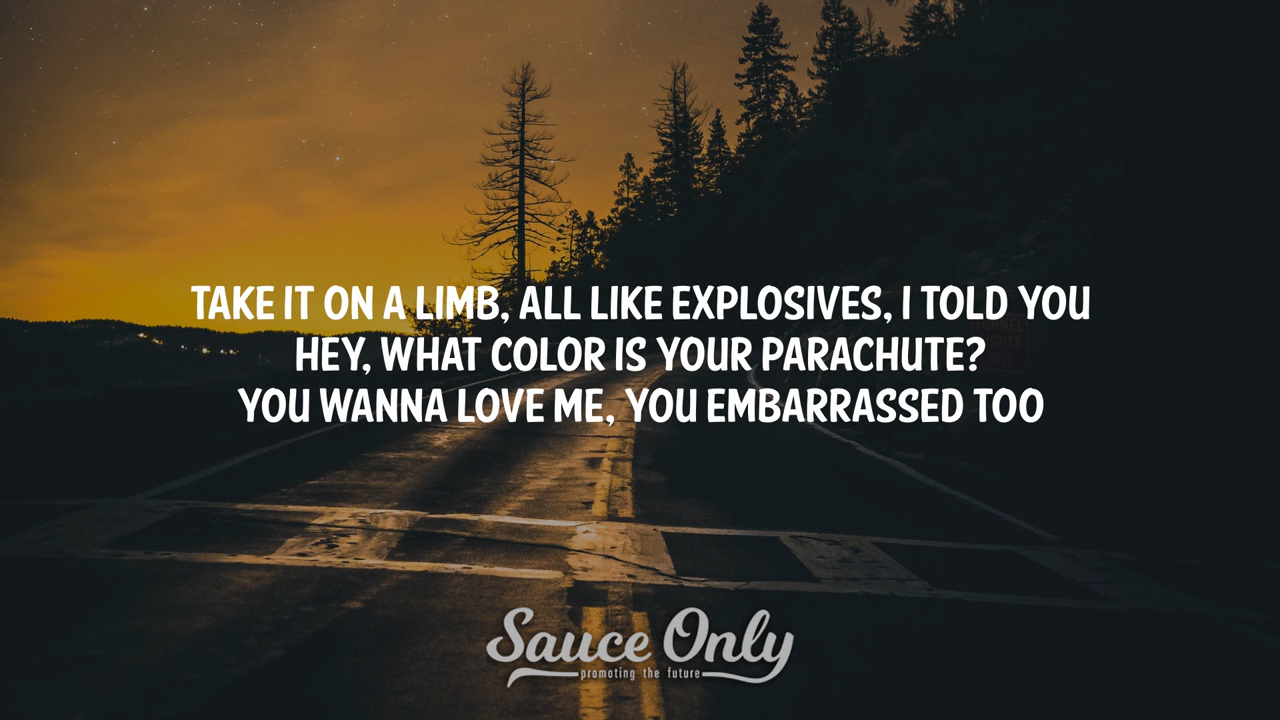 TAKE IT ON A LIMB, ALL LIKE EXPLOSIVES, I TOLD YOU
HEY, WHAT COLOR IS YOUR PARACHUTE?
YOU WANNA LOVE ME, YOU EMBARRASSED TOO
Sauce Only
promoting the future